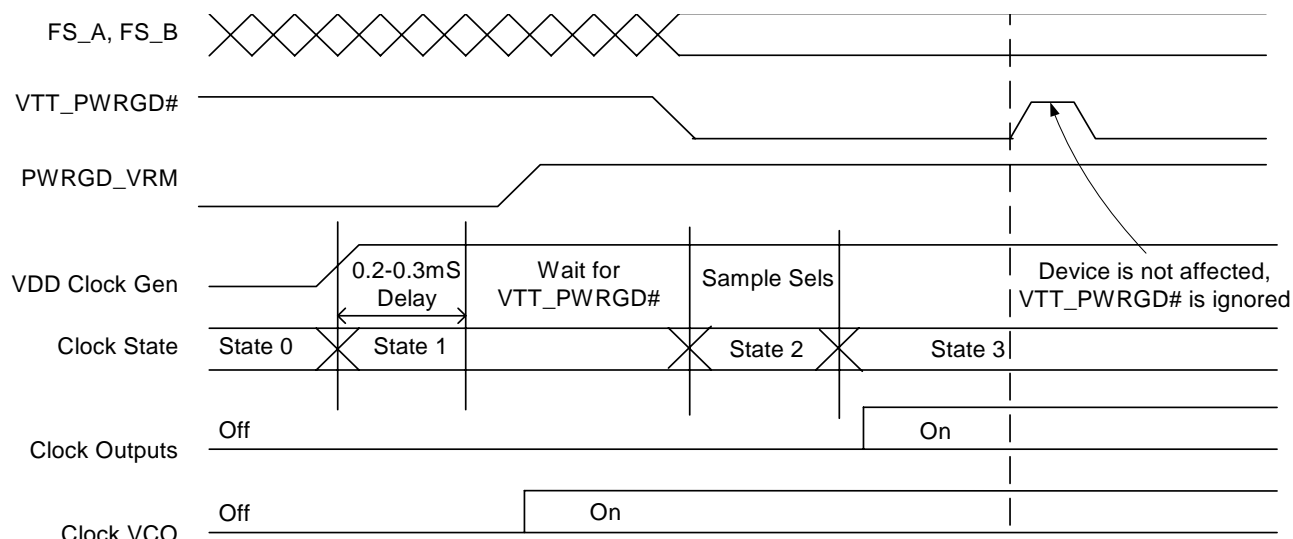 FS_A, FS_B
VTT_PWRGD#
PWRGD_VRM
VDD Clock Gen
0.2-0.3mS
Delay
Wait for
VTT_PWRGD#
Sample Sels
Device is not affected,
VTT_PWRGD# is ignored
Clock State
State 0
State 1
State 2
State 3
Clock Outputs
Off
On
Clock VCO
Off
On